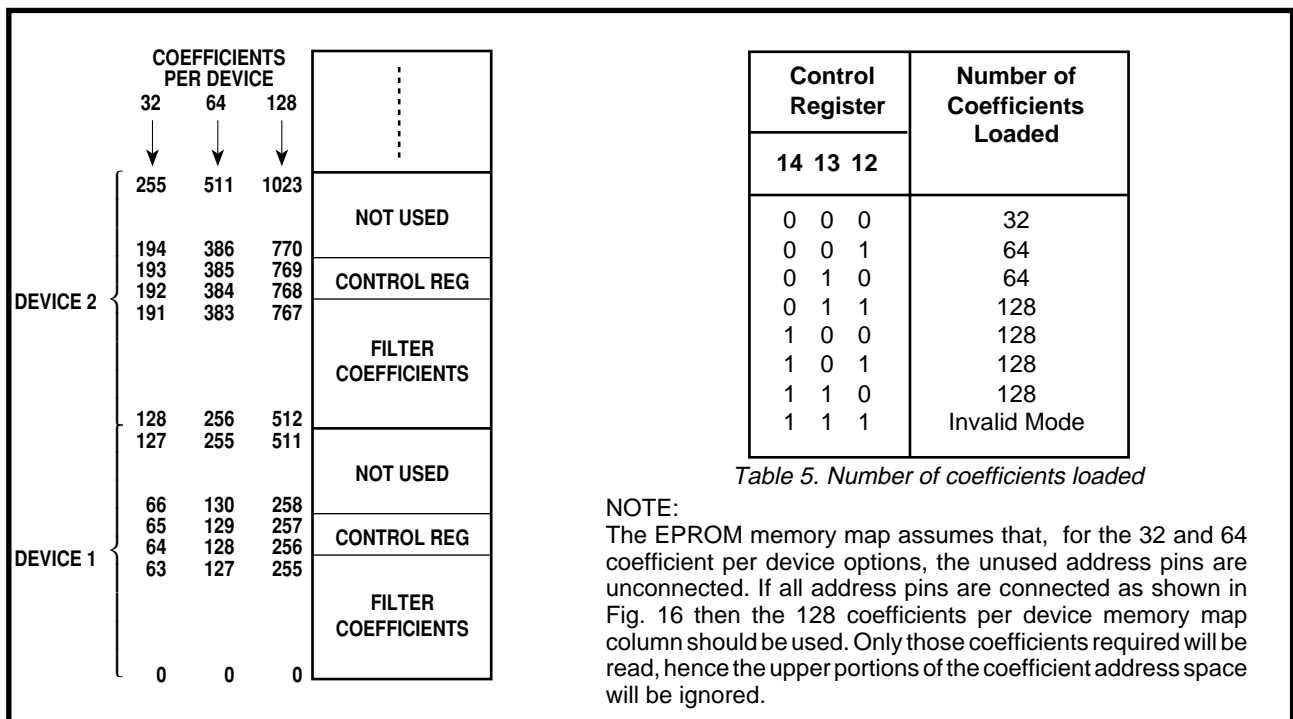 COEFFICIENTS
PER DEVICE
32 64 128
255 511 1023
NOT USED
194 386 770
193 385 769
CONTROL REG
192 384 768
DEVICE 2
191 383 767
FILTER
COEFFICIENTS
128 256 512
127 255 511
NOT USED
66 130 258
65 129 257
CONTROL REG
64 128 256
DEVICE 1
63 127 255
FILTER
COEFFICIENTS
0 0 0
Control Number of
Register Coefficients
Loaded
14 13 12
0 0 0 32
0 0 1 64
0 1 0 64
0 1 1 128
1 0 0 128
1 0 1 128
1 1 0 128
1 1 1 Invalid Mode
Table 5. Number of coefficients loaded
NOTE:
The EPROM memory map assumes that, for the 32 and 64
coefficient per device options, the unused address pins are
unconnected. If all address pins are connected as shown in
Fig. 16 then the 128 coefficients per device memory map
column should be used. Only those coefficients required will be
read, hence the upper portions of the coefficient address space
will be ignored.